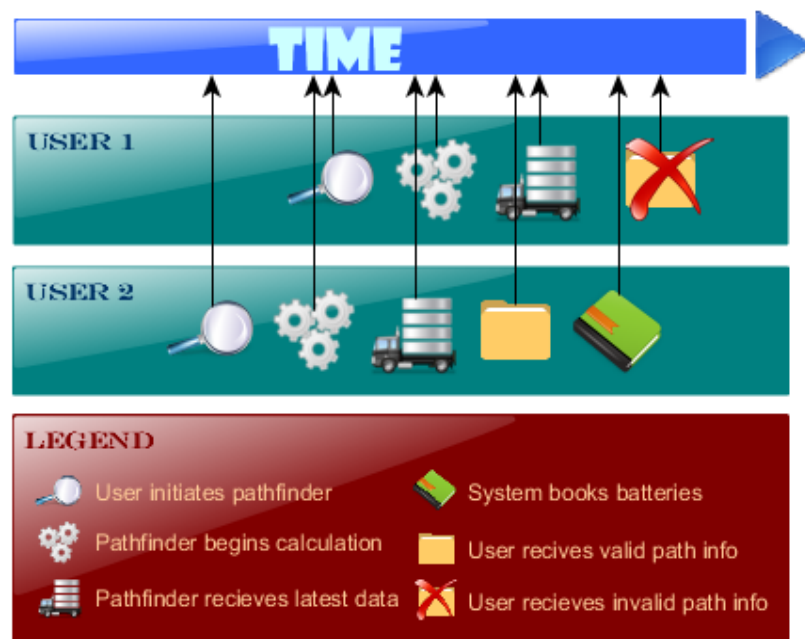 TIME
USER 1
USER 2
LEGEND
User initiates pathfinder
System books batteries
Pathfinder begins calculation
User recives valid path info
Pathfinder recieves latest data
User recieves invalid path info